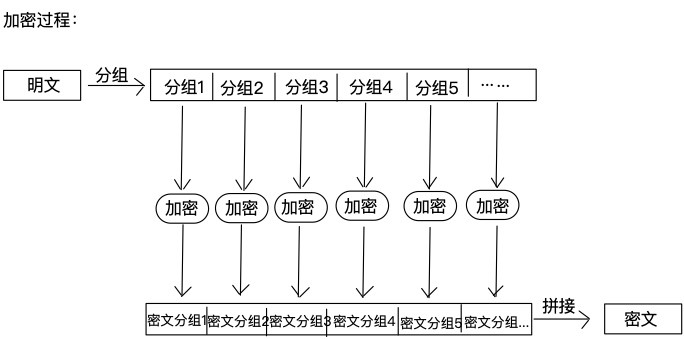 加密过程：
明文
分组
分组1 分组2 分组3 分组4 分组5 ……
加密 加密 加密 加密 加密 加密
密文分组1 密文分组2 密文分组3 密文分组4 密文分组5 密文分组...
拼接
密文